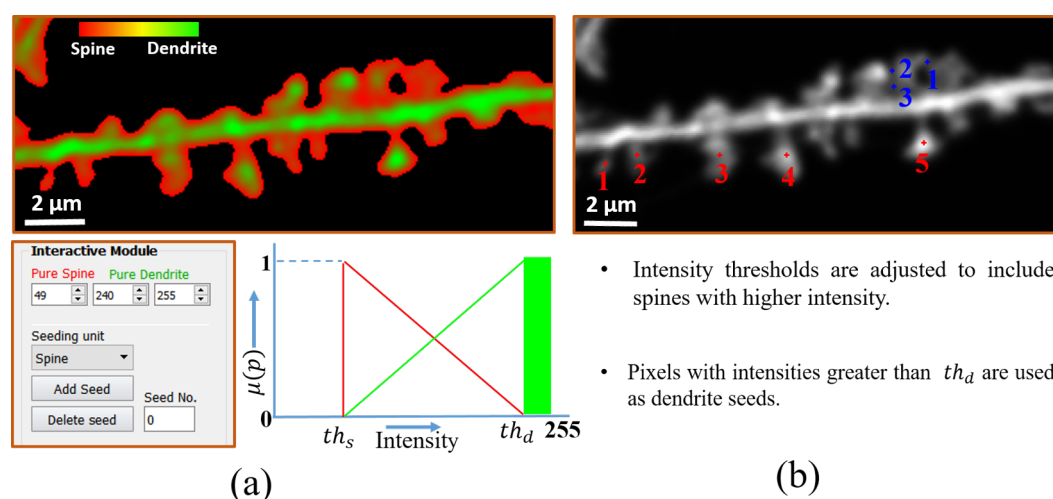 Spine Dendrite
2 μm
2
1
3
1
2
3
4
5
2 μm
Interactive Module
Pure Spine Pure Dendrite
49 240 255
Seeding unit
Spine
Add Seed
Seed No.
Delete seed
0
1
μ(p)
0
th_s Intensity th_d 255
• Intensity thresholds are adjusted to include
spines with higher intensity.
• Pixels with intensities greater than th_d are used
as dendrite seeds.
(a)
(b)